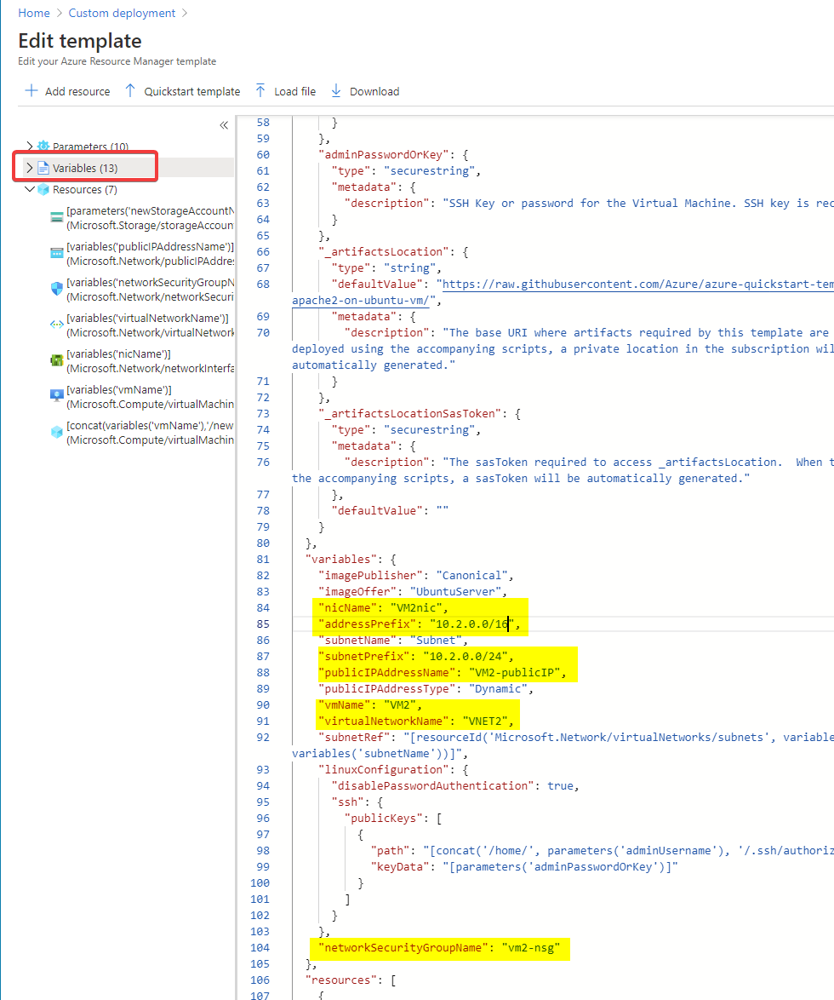 Home > Custom deployment >
Edit template
Edit your Azure Resource Manager template
Add resource
Quickstart template
Load file
Download
«
Parameters (10)
Variables (13)
Resources (7)
[parameters('newStorageAccountN
(Microsoft.Storage/storageAccoun
[variables('publicIPAddressName')]
(Microsoft.Network/publicIPAddre
[variables('networkSecurityGroupN
(Microsoft.Network/networkSecuri
[variables('virtualNetworkName')]
(Microsoft.Network/virtualNetwork
[variables('nicName')]
(Microsoft.Network/networkInterfa
[variables('vmName')]
(Microsoft.Compute/virtualMachin
[concat(variables('vmName'),'/new
(Microsoft.Compute/virtualMachin
58 }
59 },
60 "adminPasswordOrKey": {
61 "type": "securestring",
62 "metadata": {
63 "description": "SSH Key or password for the Virtual Machine. SSH key is rec
64 }
65 },
66 "_artifactsLocation": {
67 "type": "string",
68 "defaultValue": "https://raw.githubusercontent.com/Azure/azure-quickstart-tem
apache2-on-ubuntu-vm/",
69 "metadata": {
70 "description": "The base URI where artifacts required by this template are
deployed using the accompanying scripts, a private location in the subscription wil
automatically generated."
71 }
72 },
73 "_artifactsLocationSasToken": {
74 "type": "securestring",
75 "metadata": {
76 "description": "The sasToken required to access _artifactsLocation.  When t
the accompanying scripts, a sasToken will be automatically generated."
77 },
78 "defaultValue": ""
79 }
80 },
81 "variables": {
82 "imagePublisher": "Canonical",
83 "imageOffer": "UbuntuServer",
84 "nicName": "VM2nic",
85 "addressPrefix": "10.2.0.0/16",
86 "subnetName": "Subnet",
87 "subnetPrefix": "10.2.0.0/24",
88 "publicIPAddressName": "VM2-publicIP",
89 "publicIPAddressType": "Dynamic",
90 "vmName": "VM2",
91 "virtualNetworkName": "VNET2",
92 "subnetRef": "[resourceId('Microsoft.Network/virtualNetworks/subnets', variable
variables('subnetName'))]",
93 "linuxConfiguration": {
94 "disablePasswordAuthentication": true,
95 "ssh": {
96 "publicKeys": [
97 {
98 "path": "[concat('/home/', parameters('adminUsername'), '/.ssh/authoriz
99 "keyData": "[parameters('adminPasswordOrKey')]"
100 }
101 ]
102 }
103 },
104 "networkSecurityGroupName": "vm2-nsg"
105 },
106 "resources": [
107 {